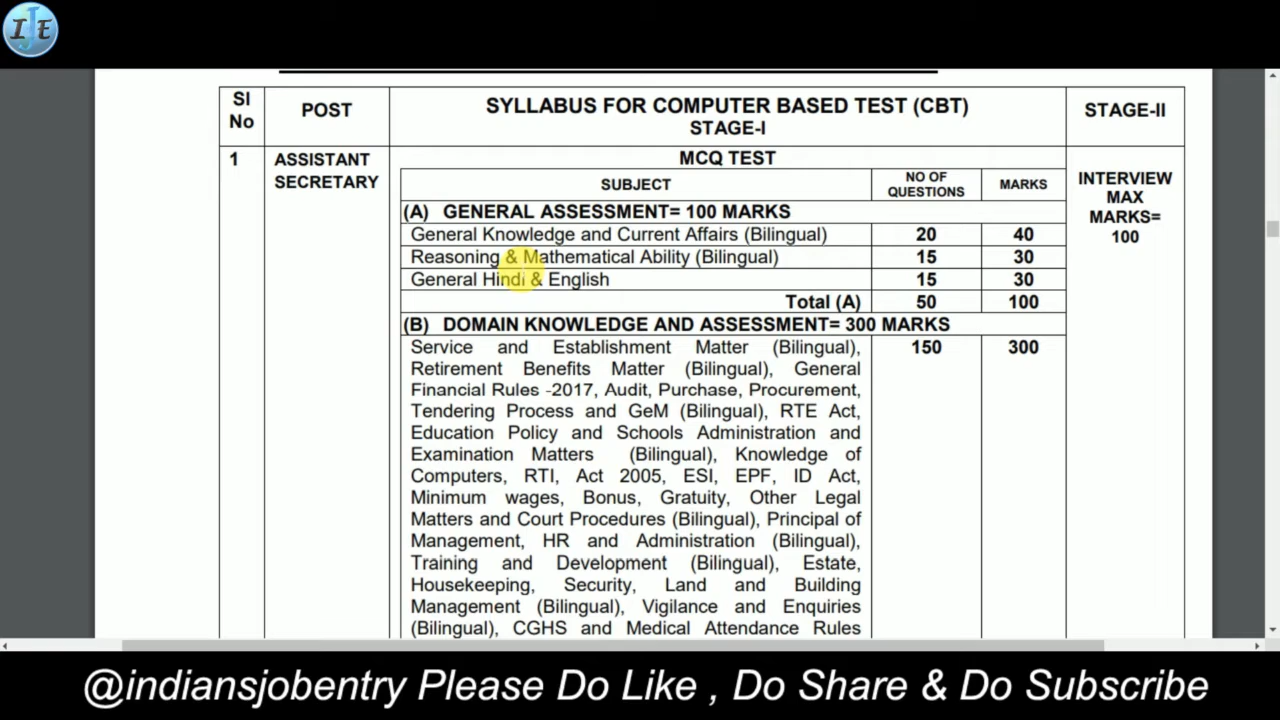 IJE
Sl
No
POST
SYLLABUS FOR COMPUTER BASED TEST (CBT)
STAGE-I
STAGE-II
1
ASSISTANT
SECRETARY
MCQ TEST
SUBJECT
NO OF
QUESTIONS
MARKS
INTERVIEW
MAX
MARKS=
100
(A) GENERAL ASSESSMENT= 100 MARKS
General Knowledge and Current Affairs (Bilingual) 20 40
Reasoning & Mathematical Ability (Bilingual) 15 30
General Hindi & English 15 30
Total (A) 50 100
(B) DOMAIN KNOWLEDGE AND ASSESSMENT= 300 MARKS
Service and Establishment Matter (Bilingual), 150 300
Retirement Benefits Matter (Bilingual), General
Financial Rules -2017, Audit, Purchase, Procurement,
Tendering Process and GeM (Bilingual), RTE Act,
Education Policy and Schools Administration and
Examination Matters (Bilingual), Knowledge of
Computers, RTI, Act 2005, ESI, EPF, ID Act,
Minimum wages, Bonus, Gratuity, Other Legal
Matters and Court Procedures (Bilingual), Principal of
Management, HR and Administration (Bilingual),
Training and Development (Bilingual), Estate,
Housekeeping, Security, Land and Building
Management (Bilingual), Vigilance and Enquiries
(Bilingual), CGHS and Medical Attendance Rules
@indiansjobentry Please Do Like , Do Share & Do Subscribe